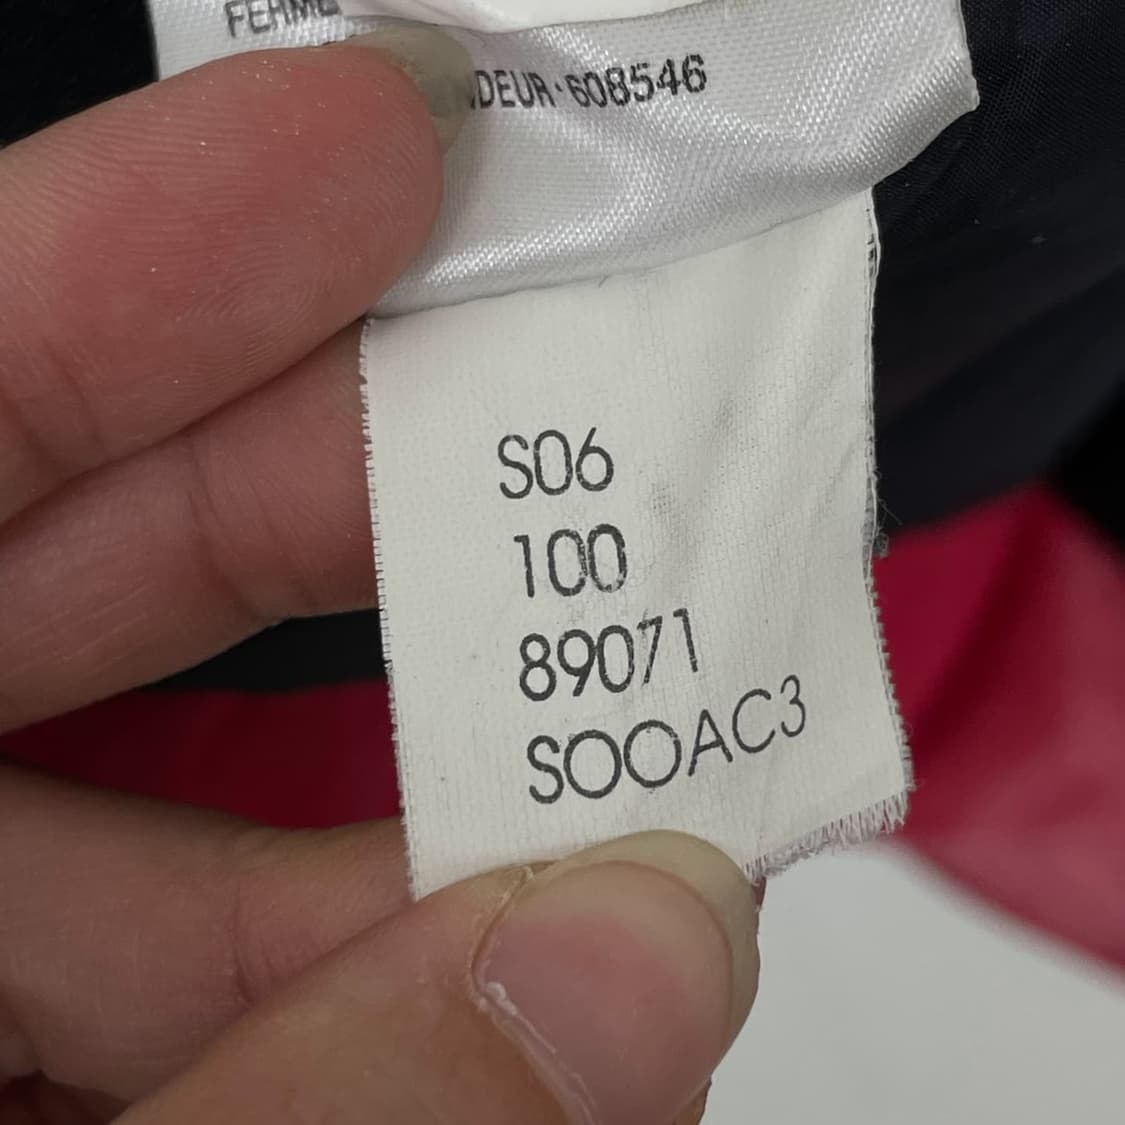 FERME
DEUR·608546
S06
100
89071
SOOAC3